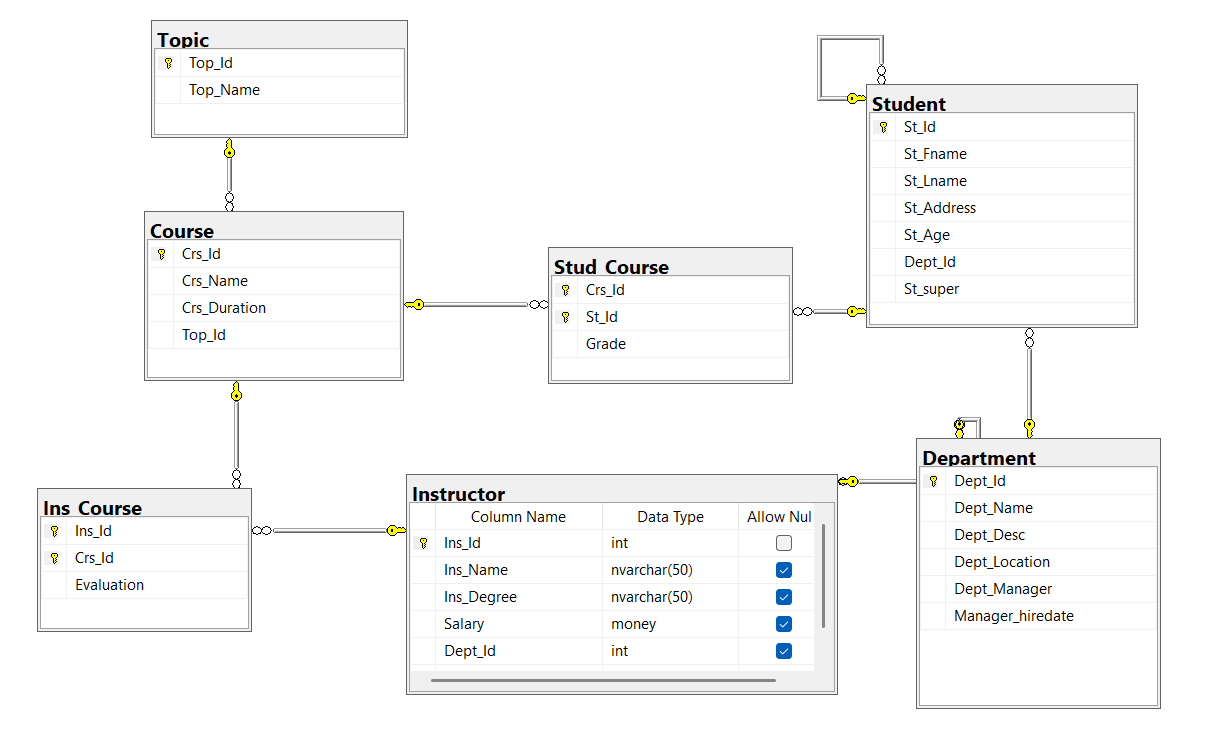 Topic
Top_Id
Top_Name
Student
St_Id
St_Fname
St_Lname
St_Address
St_Age
Dept_Id
St_super
Course
Crs_Id
Crs_Name
Crs_Duration
Top_Id
Stud_Course
Crs_Id
St_Id
Grade
Department
Dept_Id
Dept_Name
Dept_Desc
Dept_Location
Dept_Manager
Manager_hiredate
Instructor
Column Name Data Type Allow Nul
Ins_Id int
Ins_Name nvarchar(50)
Ins_Degree nvarchar(50)
Salary money
Dept_Id int
Ins_Course
Ins_Id
Crs_Id
Evaluation